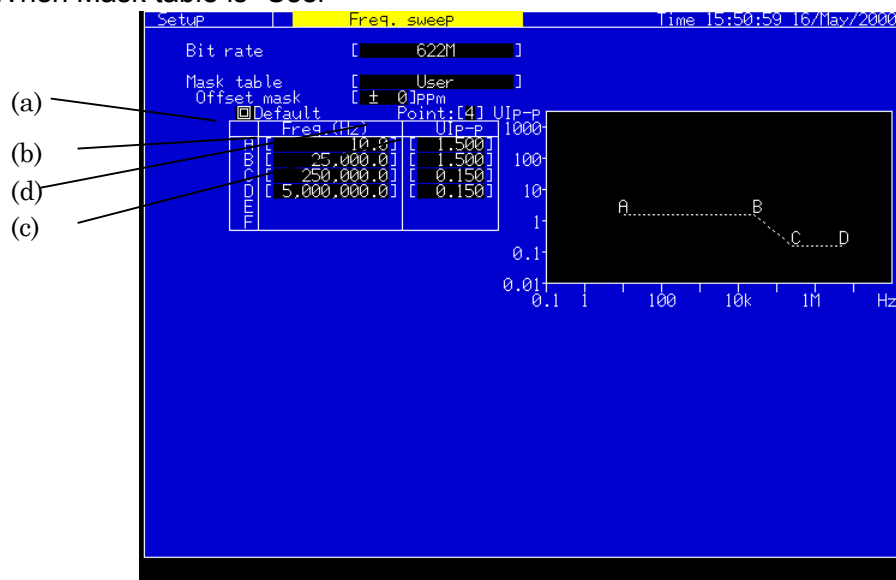 When Mask table is "User"
Setup Freq. sweep Time 15:50:59 16/May/2000
Bit rate [ 622M ]
Mask table [ User ]
Offset mask [ ± 0]ppm
Default Point:[4] UIp-p
Freq.(Hz) UIp-p
A [ 10.0] [ 1.500]
B [ 25,000.0] [ 1.500]
C [ 250,000.0] [ 0.150]
D [ 5,000,000.0] [ 0.150]
E
F
1000
100
10
1
0.1
0.01
A B C D
0.1 1 100 10k 1M Hz
(a)
(b)
(d)
(c)